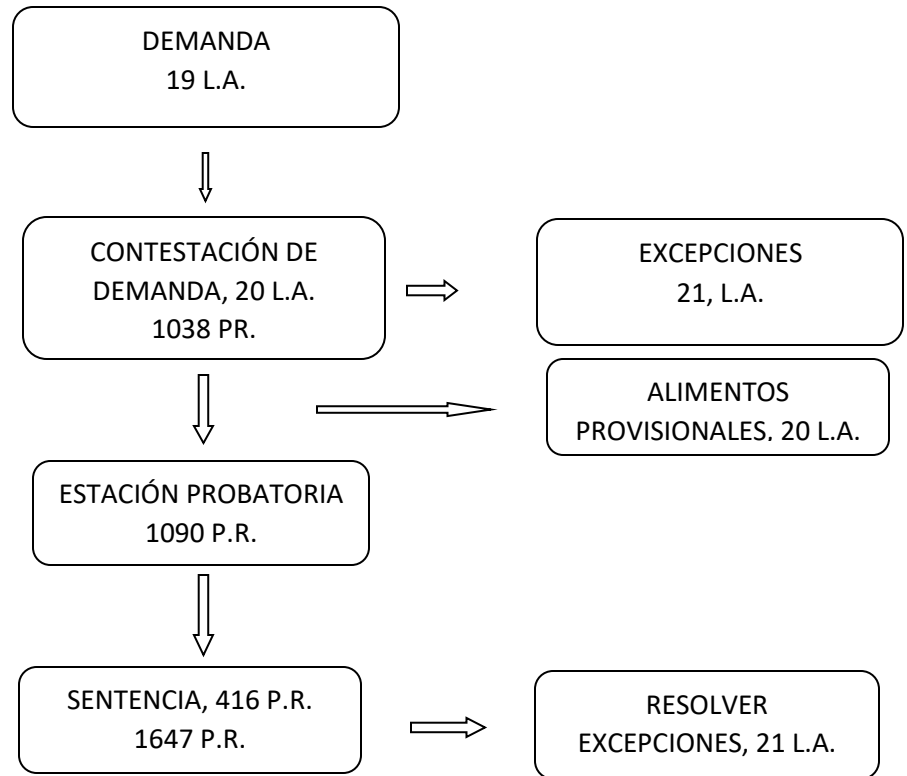 DEMANDA
19 L.A.
CONTESTACIÓN DE
DEMANDA, 20 L.A.
1038 PR.
EXCEPCIONES
21, L.A.
ALIMENTOS
PROVISIONALES, 20 L.A.
ESTACIÓN PROBATORIA
1090 P.R.
SENTENCIA, 416 P.R.
1647 P.R.
RESOLVER
EXCEPCIONES, 21 L.A.